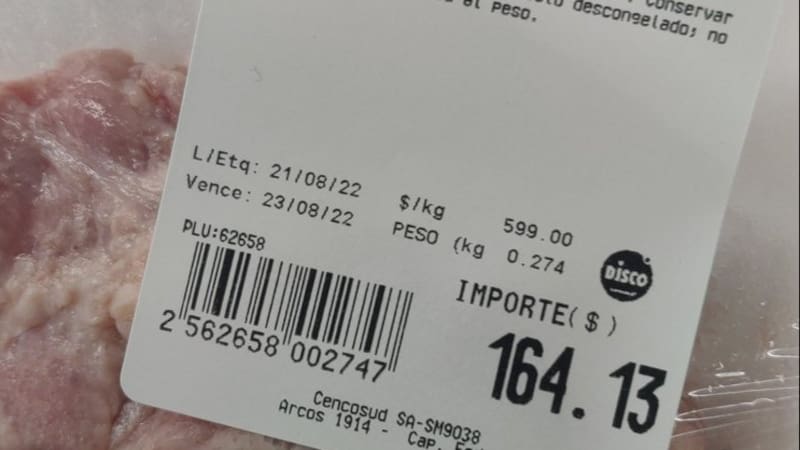 conservar
descongelado; no
al peso.
L/Etq: 21/08/22
Vence: 23/08/22
$/kg 599.00
PESO (kg 0.274
PLU:62658
DISCO
IMPORTE($)
164.13
2 562658 002747
Cencosud SA-SM9038
Arcos 1914 - Cap.